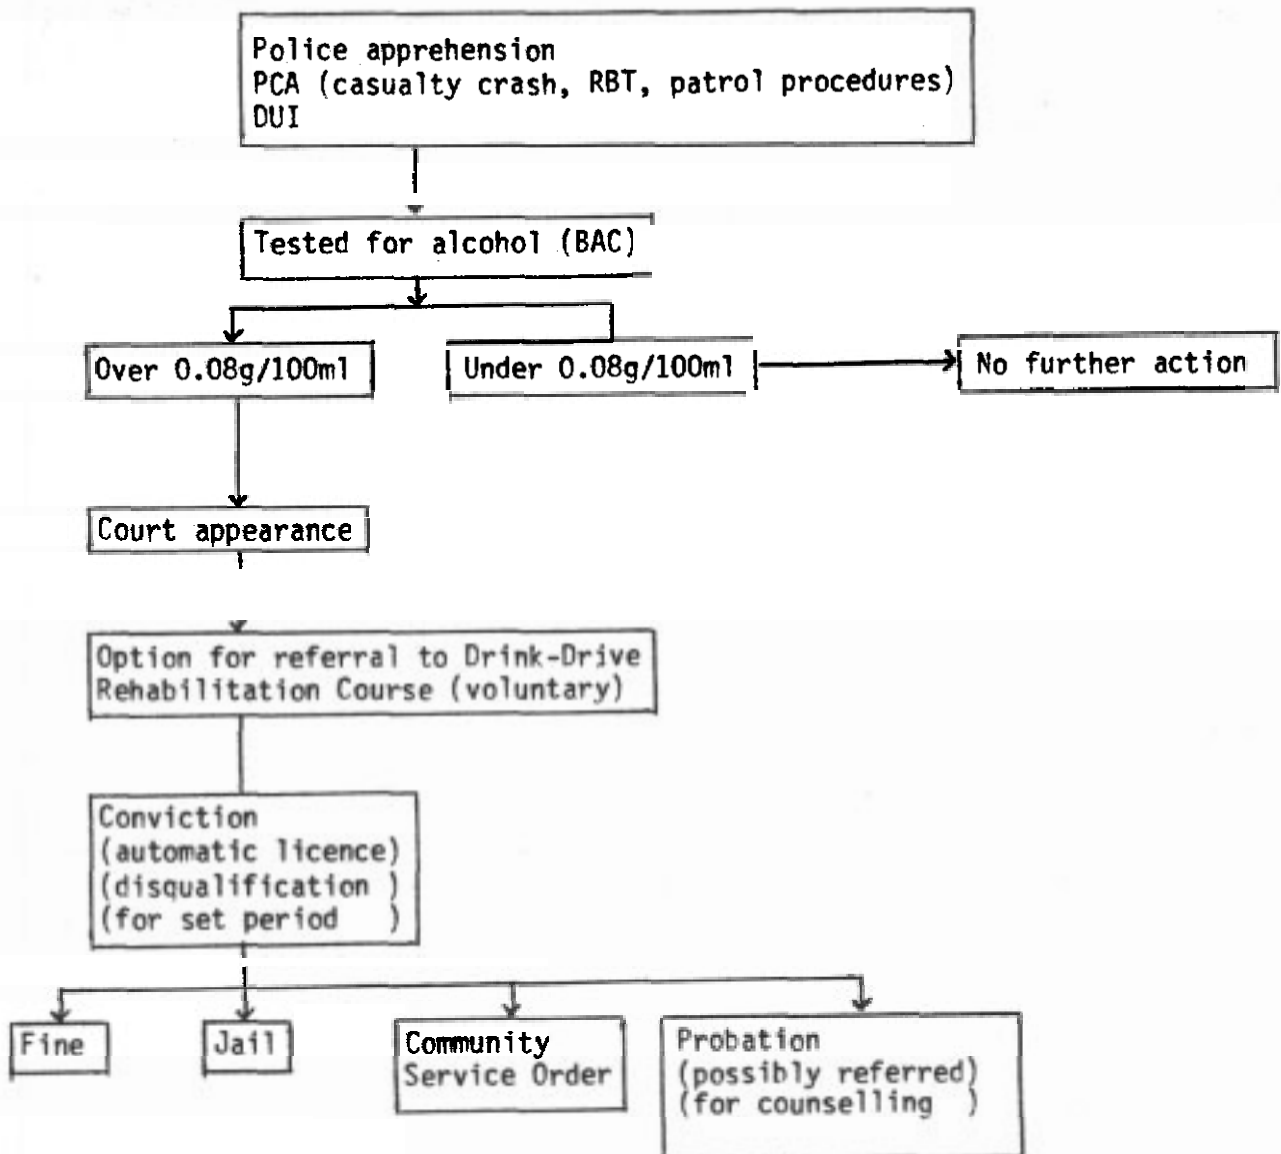 Police apprehension
PCA (casualty crash, RBT, patrol procedures)
DUI
Tested for alcohol (BAC)
Over 0.08g/100ml
Under 0.08g/100ml
No further action
Court appearance
Option for referral to Drink-Drive
Rehabilitation Course (voluntary)
Conviction
(automatic licence)
(disqualification )
(for set period )
Fine
Jail
Community
Service Order
Probation
(possibly referred)
(for counselling )